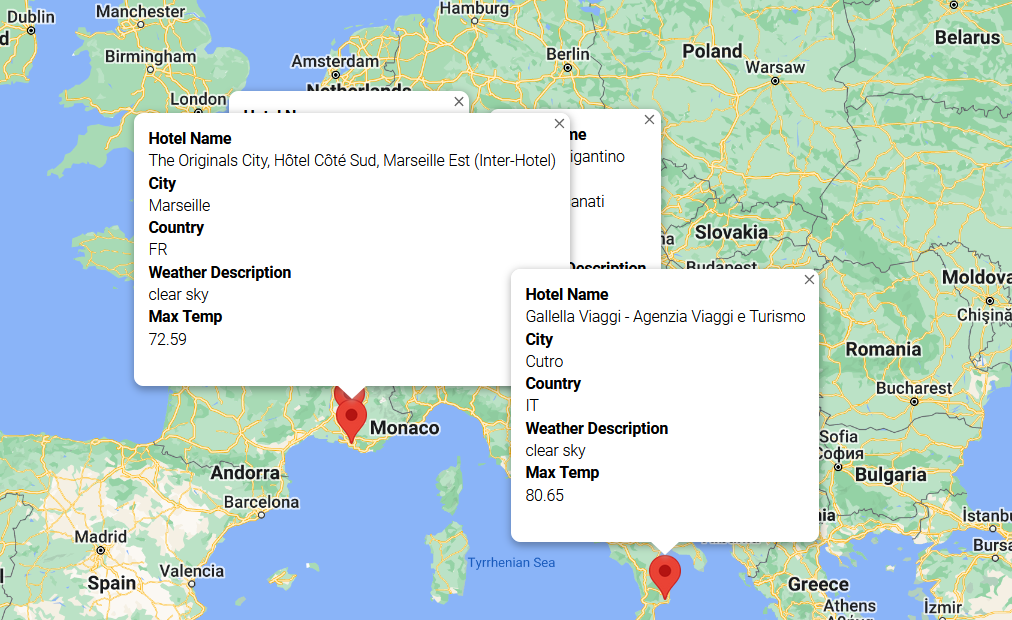 Dublin
Manchester
Hamburg
Birmingham
Amsterdam
Berlin
Poland
Warsaw
Belarus
Netherlands
London
Hotel Name
The Originals City, Hôtel Côté Sud, Marseille Est (Inter-Hotel)
City
Marseille
Country
FR
Weather Description
clear sky
Max Temp
72.59
me
igantino
anati
Description
Slovakia
Budapest
Hotel Name
Gallella Viaggi - Agenzia Viaggi e Turismo
City
Cutro
Country
IT
Weather Description
clear sky
Max Temp
80.65
Moldova
Chișină
Romania
Bucharest
Monaco
Sofia
София
Bulgaria
Andorra
Barcelona
Madrid
Spain
Valencia
Tyrrhenian Sea
İstanbu
Bursa
Greece
Athens
İzmir